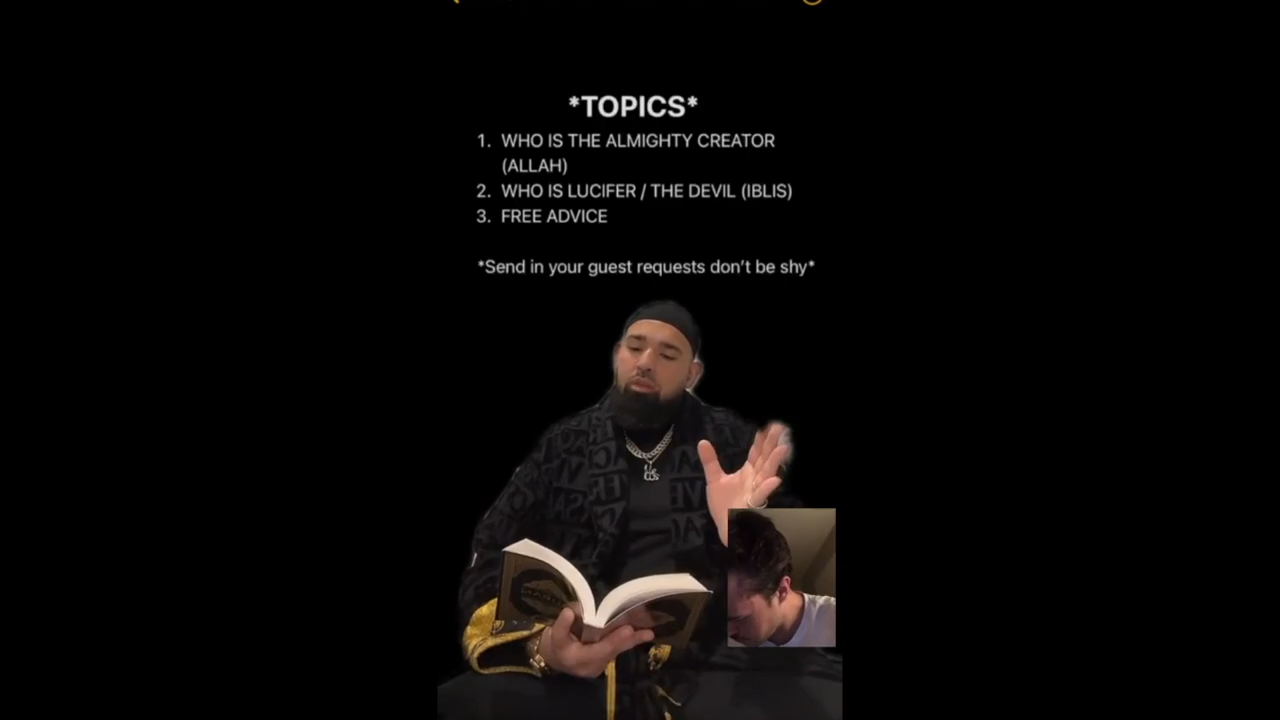 *TOPICS*
1. WHO IS THE ALMIGHTY CREATOR
(ALLAH)
2. WHO IS LUCIFER / THE DEVIL (IBLIS)
3. FREE ADVICE
*Send in your guest requests don't be shy*